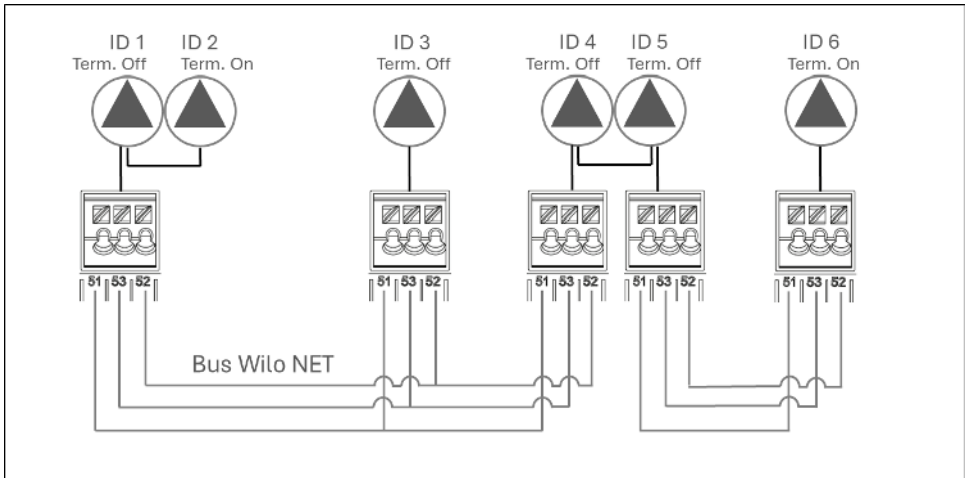 ID 1 ID 2 ID 3 ID 4 ID 5 ID 6
Term. Off Term. On Term. Off Term. Off Term. Off Term. On
51 53 52 51 53 52 51 53 52 51 53 52 51 53 52
Bus Wilo NET